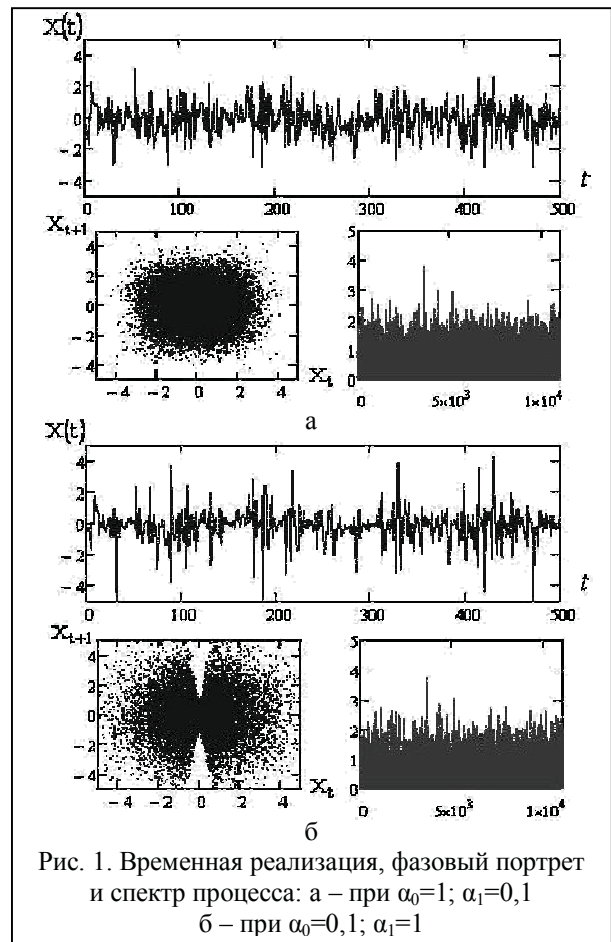 X(t)
4
2
0
−2
−4
0 100 200 300 400 500
t
X t+1
4
2
0
−2
−4
−4 −2 0 2 4
X t
5
4
3
2
1
0
0 5×10³ 1×10⁴
а
X(t)
4
2
0
−2
−4
0 100 200 300 400 500
t
X t+1
4
2
0
−2
−4
−4 −2 0 2 4
X t
5
4
3
2
1
0
0 5×10³ 1×10⁴
б
Рис. 1. Временная реализация, фазовый портрет
и спектр процесса: а – при α₀=1; α₁=0,1
б – при α₀=0,1; α₁=1